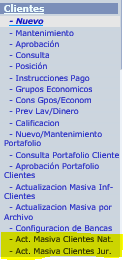 Clientes
- Nuevo
- Mantenimiento
- Aprobación
- Consulta
- Posición
- Instrucciones Pago
- Grupos Economicos
- Cons Gpos/Econom
- Prev Lav/Dinero
- Calificacion
- Nuevo/Mantenimiento
Portafolio
- Consulta Portafolio Cliente
- Aprobación Portafolio
Clientes
- Actualizacion Masiva Inf-
Clientes
- Actualizacion Masiva por
Archivo
- Configuracion de Bancas
- Act. Masiva Clientes Nat.
- Act. Masiva Clientes Jur.